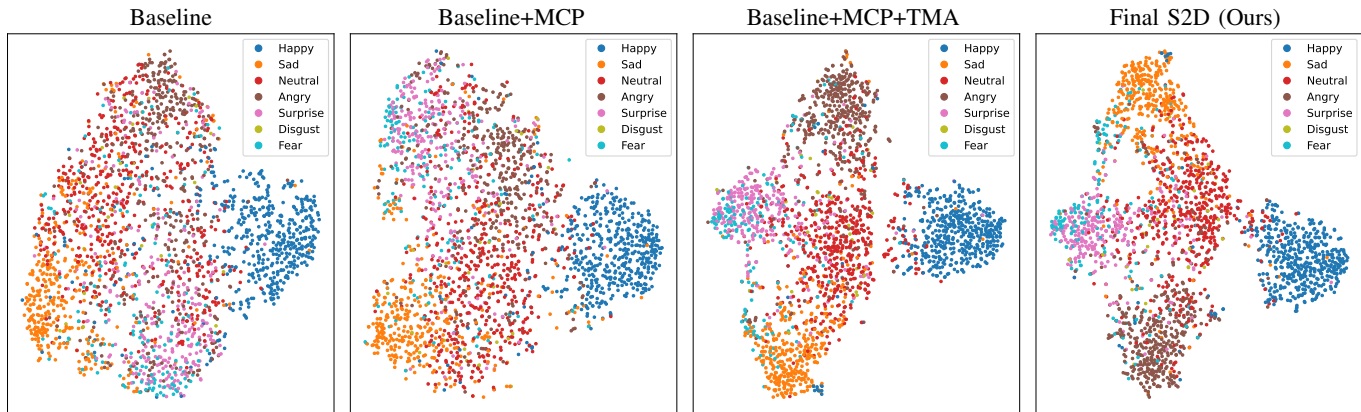 Baseline
Baseline+MCP
Baseline+MCP+TMA
Final S2D (Ours)
Happy
Sad
Neutral
Angry
Surprise
Disgust
Fear
Happy
Sad
Neutral
Angry
Surprise
Disgust
Fear
Happy
Sad
Neutral
Angry
Surprise
Disgust
Fear
Happy
Sad
Neutral
Angry
Surprise
Disgust
Fear